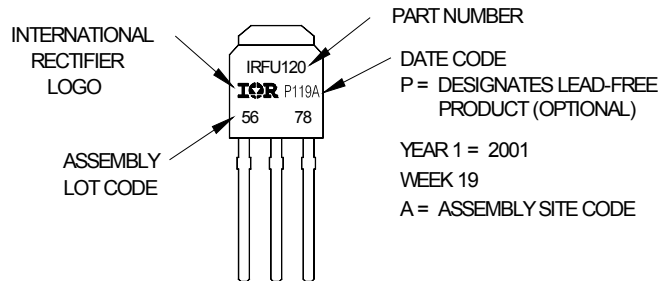 INTERNATIONAL
RECTIFIER
LOGO
PART NUMBER
IRFU120
IOR P119A
56 78
ASSEMBLY
LOT CODE
DATE CODE
P = DESIGNATES LEAD-FREE
PRODUCT (OPTIONAL)
YEAR 1 = 2001
WEEK 19
A = ASSEMBLY SITE CODE